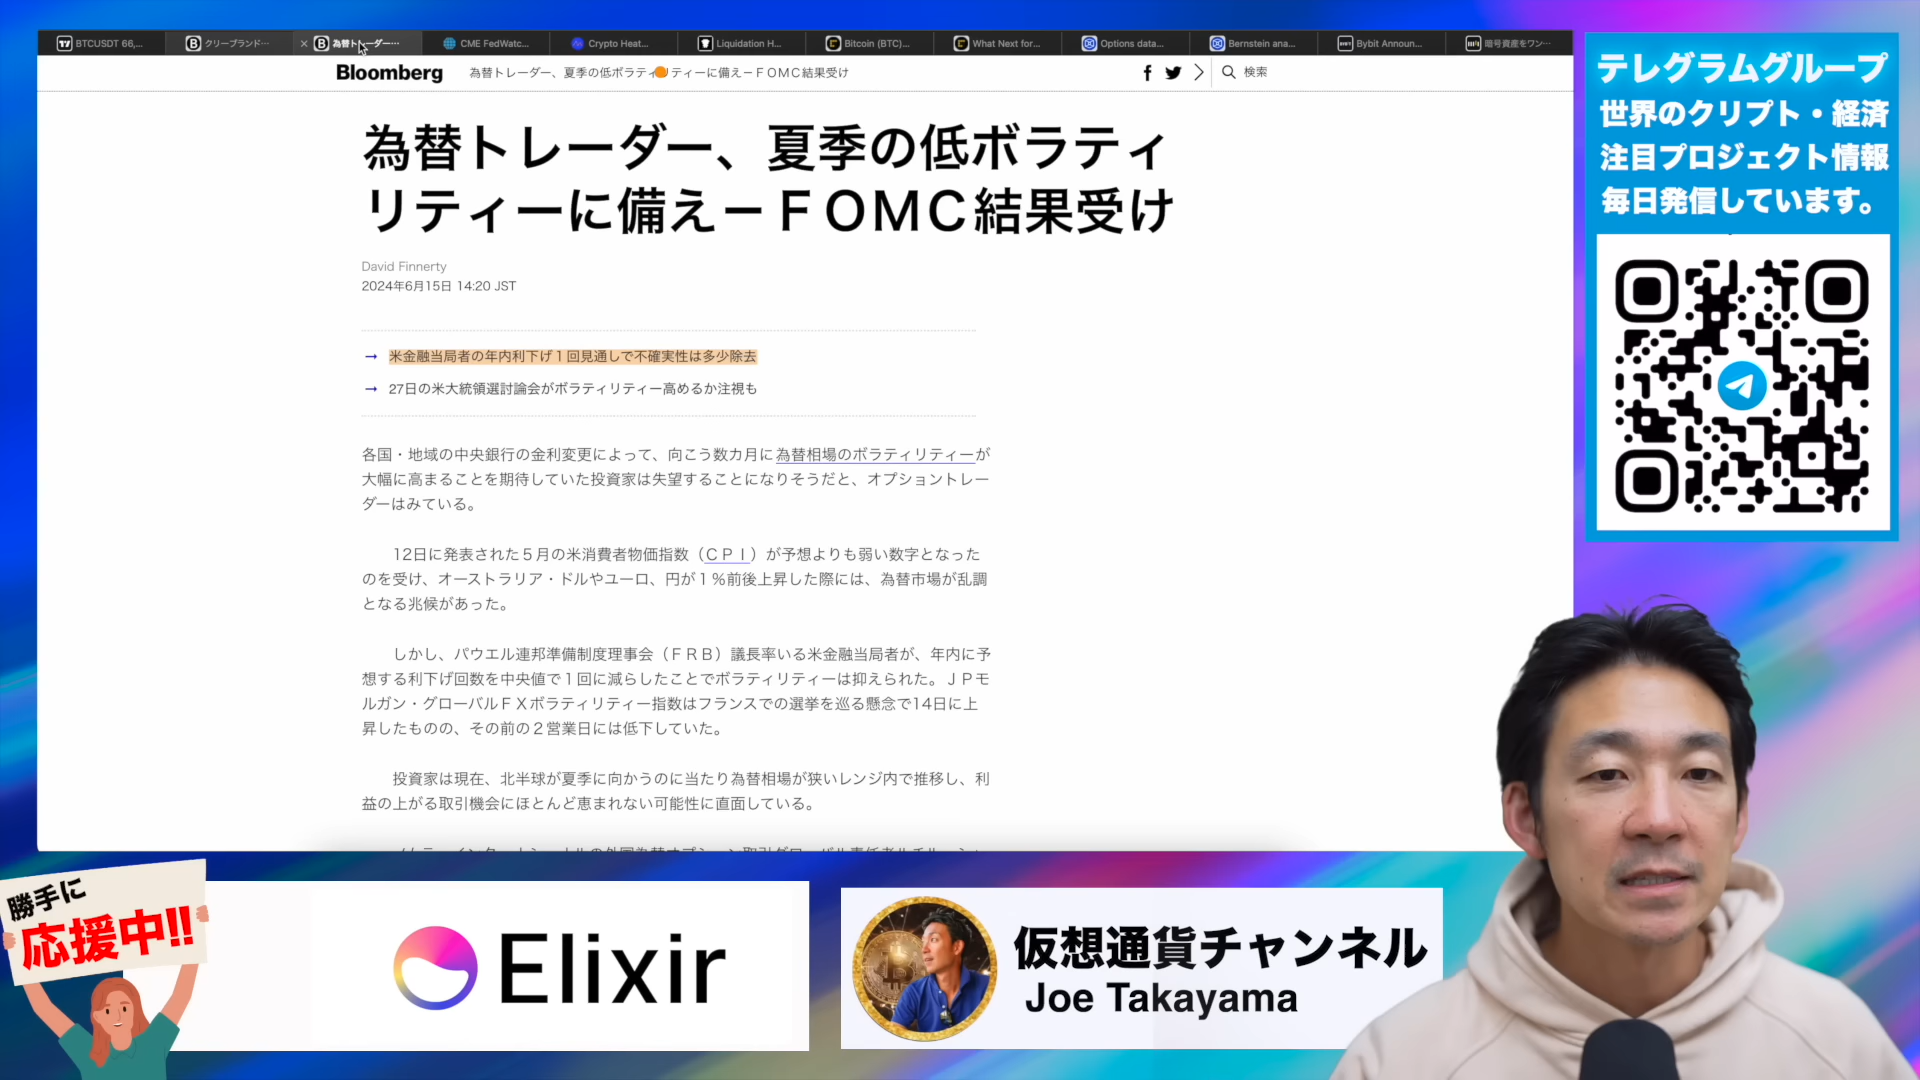 BTCUSDT 66,...
クリーブランド…
為替トレーダー…
CME FedWatc...
Crypto Heat...
Liquidation H...
Bitcoin (BTC)...
What Next for...
Options data...
Bernstein ana...
Bybit Announ...
暗号資産をワン…
Bloomberg
為替トレーダー、夏季の低ボラティリティーに備え－ＦＯＭＣ結果受け
検索
為替トレーダー、夏季の低ボラティ
リティーに備え－ＦＯＭＣ結果受け
David Finnerty
2024年6月15日 14:20 JST
→ 米金融当局者の年内利下げ１回見通しで不確実性は多少除去
→ 27日の米大統領選討論会がボラティリティー高めるか注視も
各国・地域の中央銀行の金利変更によって、向こう数カ月に為替相場のボラティリティーが
大幅に高まることを期待していた投資家は失望することになりそうだと、オプショントレー
ダーはみている。
12日に発表された５月の米消費者物価指数（ＣＰＩ）が予想よりも弱い数字となった
のを受け、オーストラリア・ドルやユーロ、円が１％前後上昇した際には、為替市場が乱調
となる兆候があった。
しかし、パウエル連邦準備制度理事会（ＦＲＢ）議長率いる米金融当局者が、年内に予
想する利下げ回数を中央値で１回に減らしたことでボラティリティーは抑えられた。ＪＰモ
ルガン・グローバルＦＸボラティリティー指数はフランスでの選挙を巡る懸念で14日に上
昇したものの、その前の２営業日には低下していた。
投資家は現在、北半球が夏季に向かうのに当たり為替相場が狭いレンジ内で推移し、利
益の上がる取引機会にほとんど恵まれない可能性に直面している。
テレグラムグループ
世界のクリプト・経済
注目プロジェクト情報
毎日発信しています。
勝手に
応援中!!
Elixir
仮想通貨チャンネル
Joe Takayama